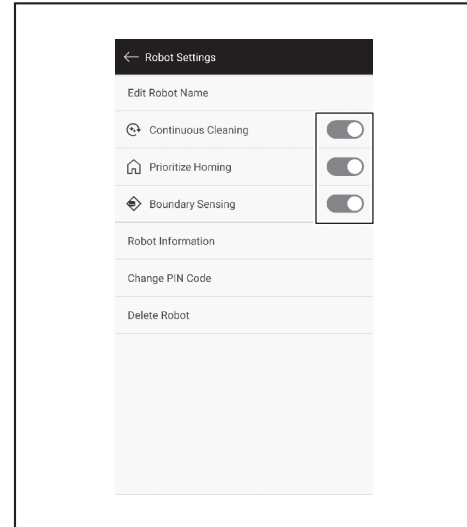 Robot Settings
Edit Robot Name
Continuous Cleaning
Prioritize Homing
Boundary Sensing
Robot Information
Change PIN Code
Delete Robot